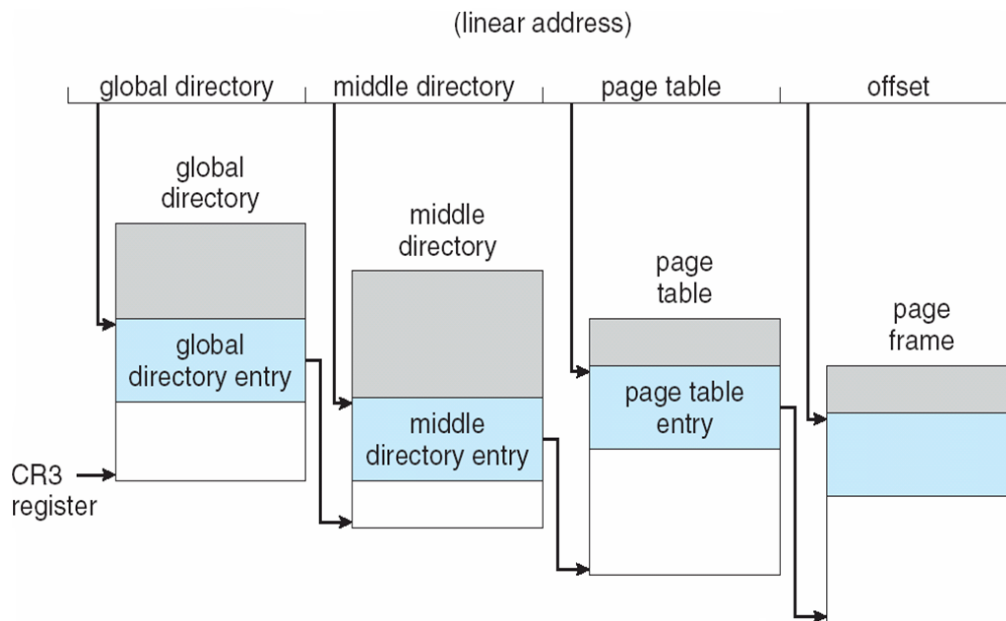 (linear address)
global directory
middle directory
page table
offset
global
directory
middle
directory
page
table
page
frame
global
directory entry
middle
directory entry
page table
entry
CR3
register